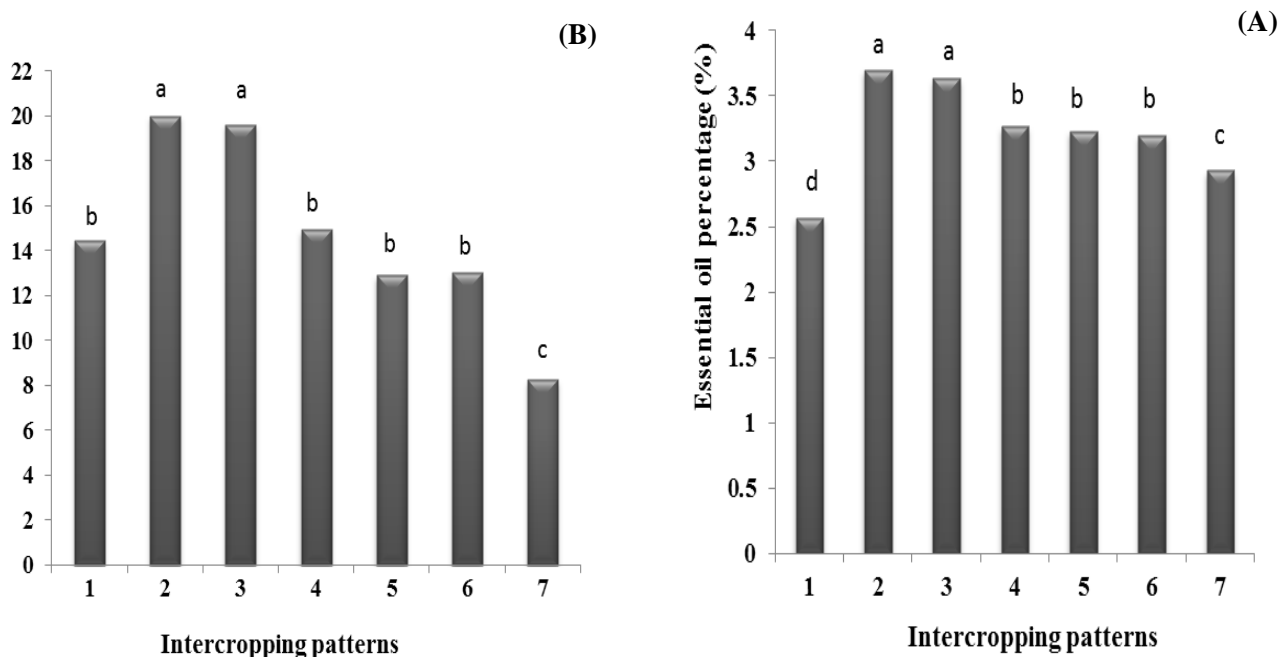 (B)
22
20
18
16
14
12
10
8
6
4
2
0
b
a
a
b
b
b
c
1 2 3 4 5 6 7
Intercropping patterns
(A)
Essential oil percentage (%)
4
3.5
3
2.5
2
1.5
1
0.5
0
d
a
a
b
b
b
c
1 2 3 4 5 6 7
Intercropping patterns